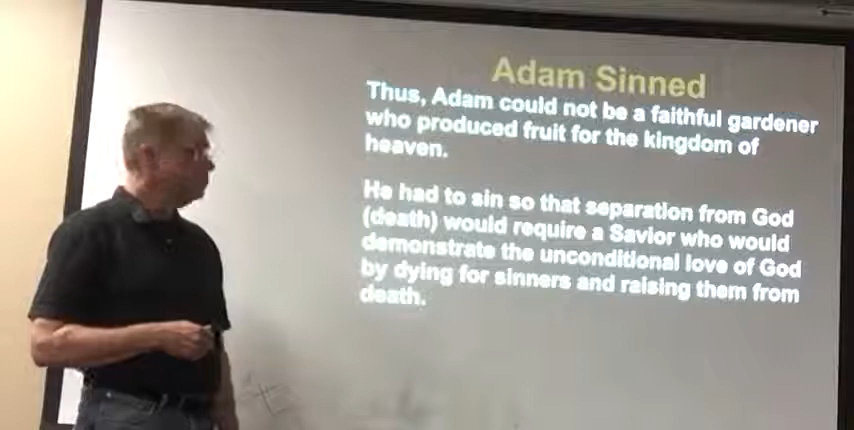 Adam Sinned
Thus, Adam could not be a faithful gardener
who produced fruit for the kingdom of
heaven.
He had to sin so that separation from God
(death) would require a Savior who would
demonstrate the unconditional love of God
by dying for sinners and raising them from
death.